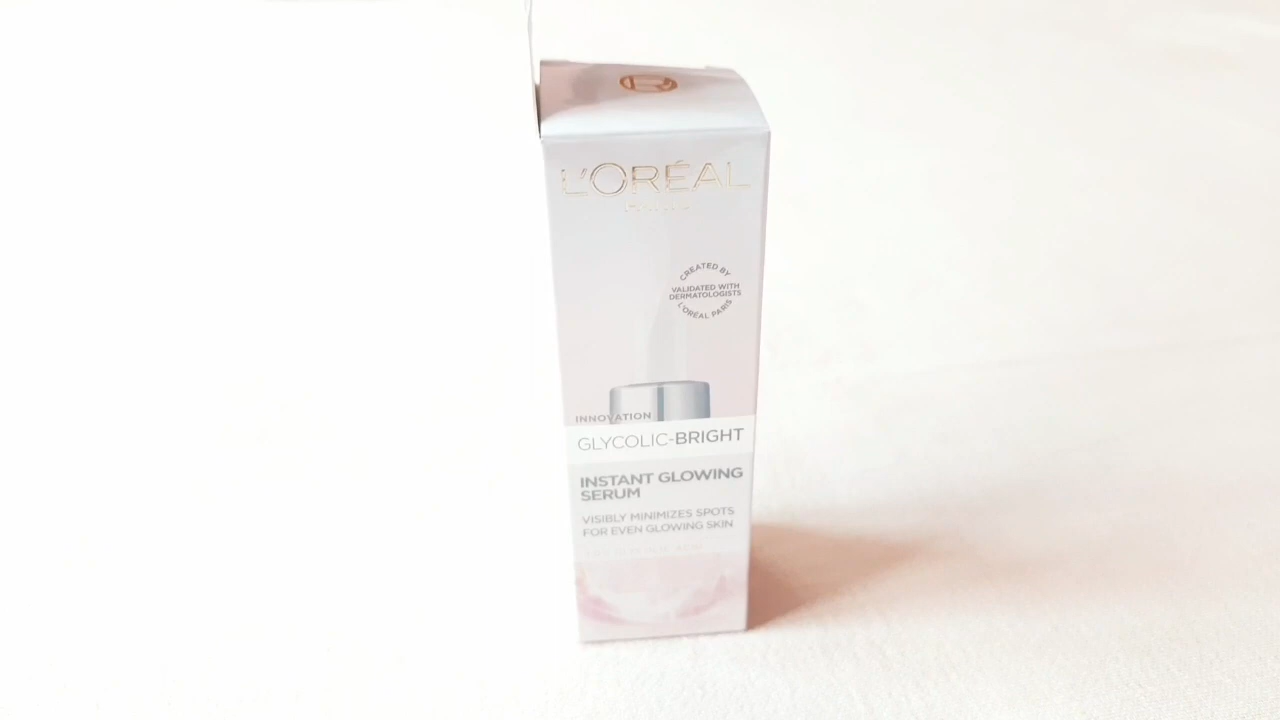 L'ORÉAL
CREATED BY
VALIDATED WITH
DERMATOLOGISTS
L'ORÉAL PARIS
INNOVATION
GLYCOLIC-BRIGHT
INSTANT GLOWING
SERUM
VISIBLY MINIMIZES SPOTS
FOR EVEN GLOWING SKIN